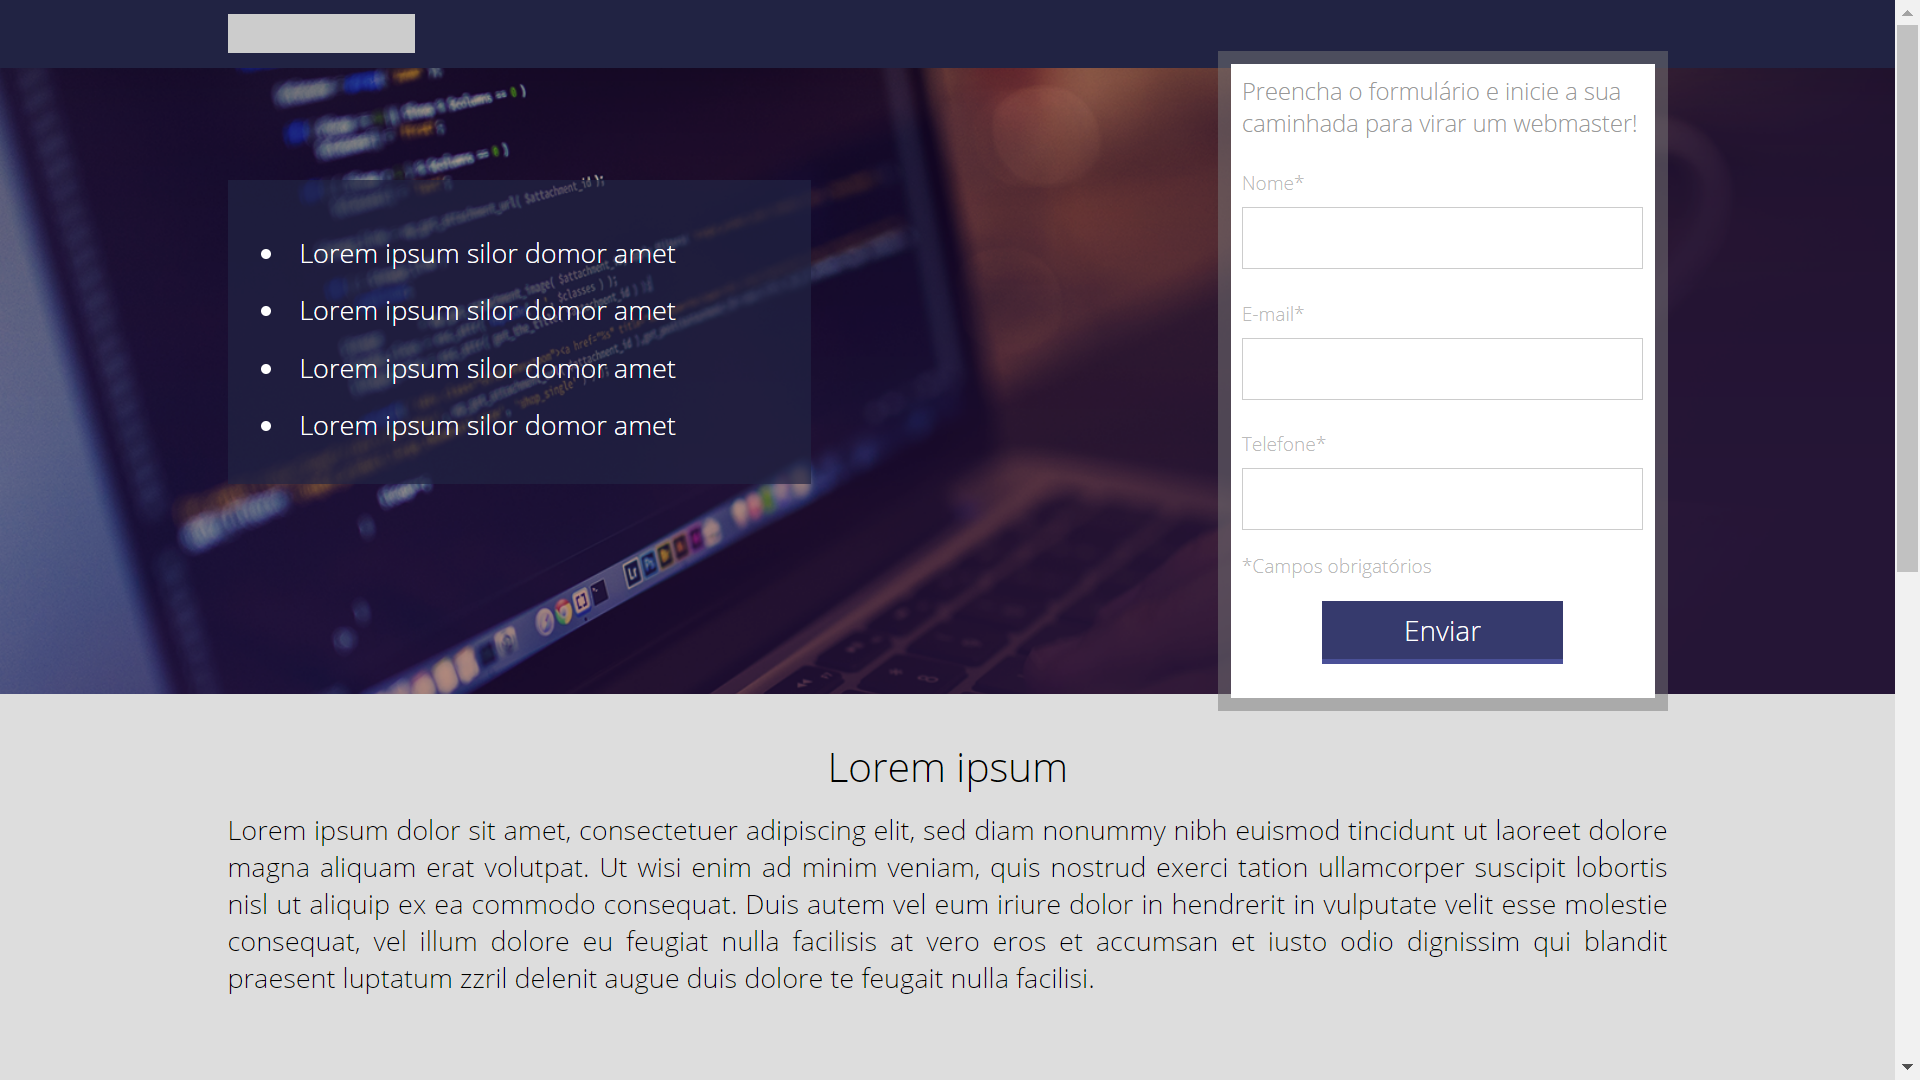 Preencha o formulário e inicie a sua
caminhada para virar um webmaster!
Nome*
E-mail*
Telefone*
*Campos obrigatórios
Enviar
Lorem ipsum silor domor amet
Lorem ipsum silor domor amet
Lorem ipsum silor domor amet
Lorem ipsum silor domor amet
Lorem ipsum
Lorem ipsum dolor sit amet, consectetuer adipiscing elit, sed diam nonummy nibh euismod tincidunt ut laoreet dolore
magna aliquam erat volutpat. Ut wisi enim ad minim veniam, quis nostrud exerci tation ullamcorper suscipit lobortis
nisl ut aliquip ex ea commodo consequat. Duis autem vel eum iriure dolor in hendrerit in vulputate velit esse molestie
consequat, vel illum dolore eu feugiat nulla facilisis at vero eros et accumsan et iusto odio dignissim qui blandit
praesent luptatum zzril delenit augue duis dolore te feugait nulla facilisi.